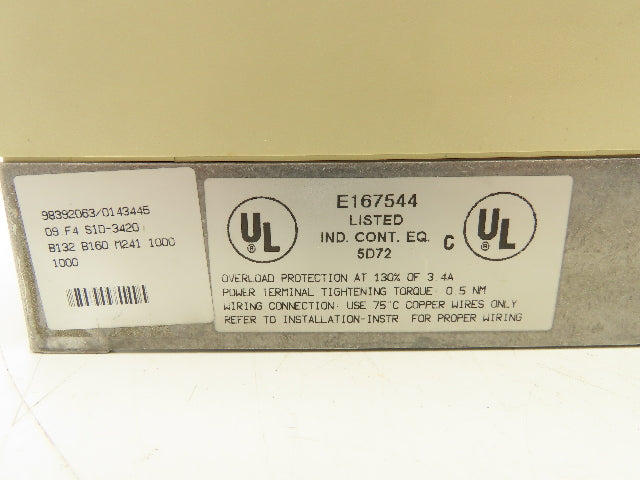 98392063/0143445
09 F4 S1D-3420
B132 B160 M241 1000
1000
UL
E167544
LISTED
IND. CONT. EQ.
5D72
C UL
OVERLOAD PROTECTION AT 130% OF 3.4A
POWER TERMINAL TIGHTENING TORQUE: 0.5 NM
WIRING CONNECTION: USE 75°C COPPER WIRES ONLY
REFER TO INSTALLATION-INSTR. FOR PROPER WIRING